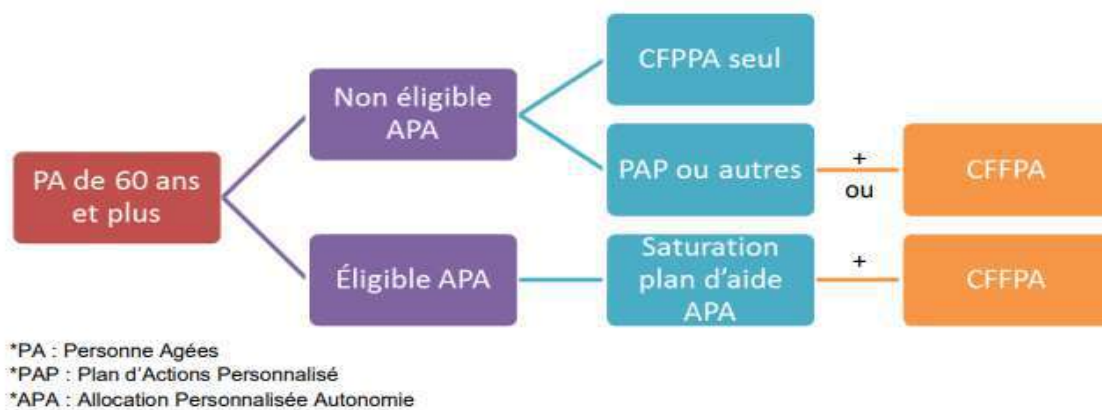 CFPPA seul
Non éligible
APA
PA de 60 ans
et plus
PAP ou autres
+
ou
CFFPA
Éligible APA
Saturation
plan d'aide
APA
+
CFFPA
*PA : Personne Agées
*PAP : Plan d'Actions Personnalisé
*APA : Allocation Personnalisée Autonomie